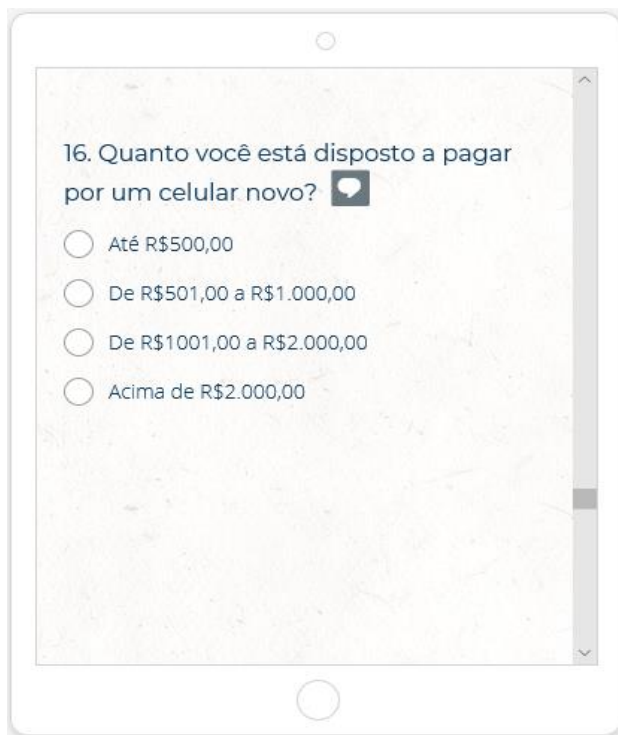 16. Quanto você está disposto a pagar
por um celular novo?
Até R$500,00
De R$501,00 a R$1.000,00
De R$1001,00 a R$2.000,00
Acima de R$2.000,00